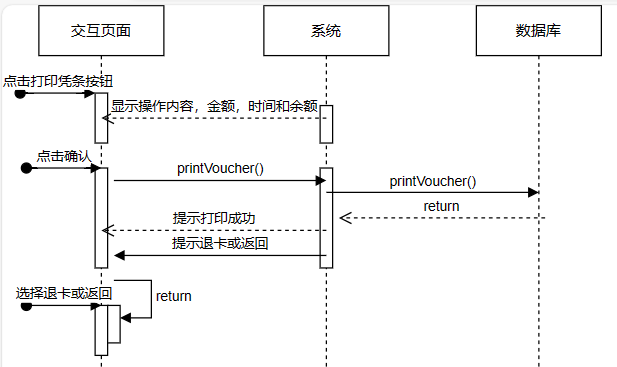 交互页面
系统
数据库
点击打印凭条按钮
显示操作内容，金额，时间和余额
点击确认
printVoucher()
printVoucher()
return
提示打印成功
提示退卡或返回
选择退卡或返回
return